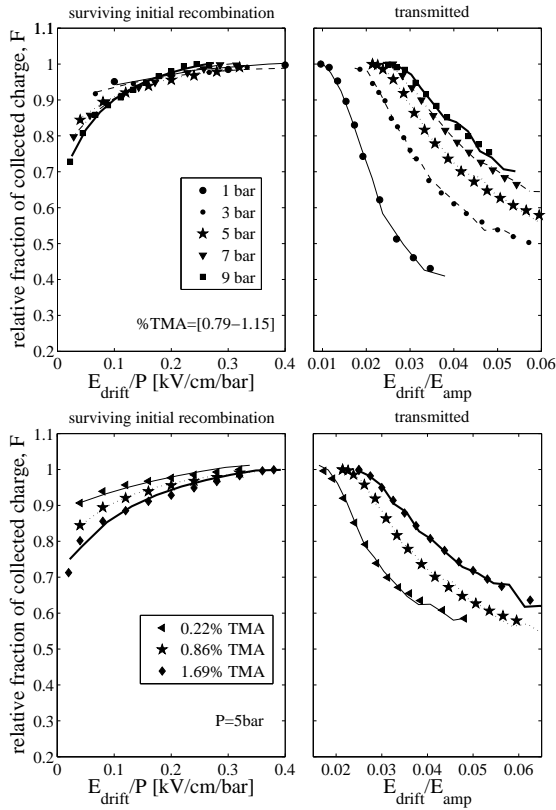 surviving initial recombination
transmitted
relative fraction of collected charge, F
1.1
1
0.9
0.8
0.7
0.6
0.5
0.4
0.3
0.2
1 bar
3 bar
5 bar
7 bar
9 bar
%TMA=[0.79−1.15]
0 0.1 0.2 0.3 0.4
0.01 0.02 0.03 0.04 0.05 0.06
E_drift/P [kV/cm/bar]
E_drift/E_amp
surviving initial recombination
transmitted
relative fraction of collected charge, F
1.1
1
0.9
0.8
0.7
0.6
0.5
0.4
0.3
0.2
0.22% TMA
0.86% TMA
1.69% TMA
P=5bar
0 0.1 0.2 0.3 0.4
0.02 0.03 0.04 0.05 0.06
E_drift/P [kV/cm/bar]
E_drift/E_amp